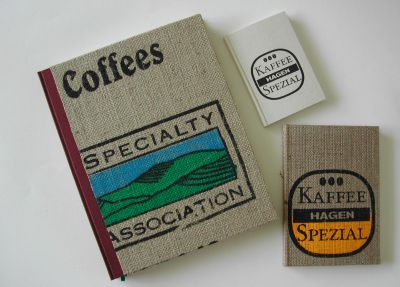 Coffees
SPECIALTY
ASSOCIATION
KAFFEE
HAGEN
SPEZIAL
KAFFEE
HAGEN
SPEZIAL